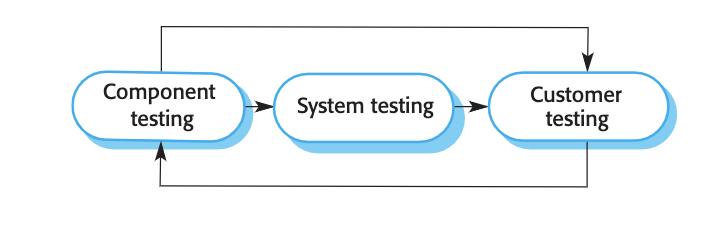 Component
testing
System testing
Customer
testing